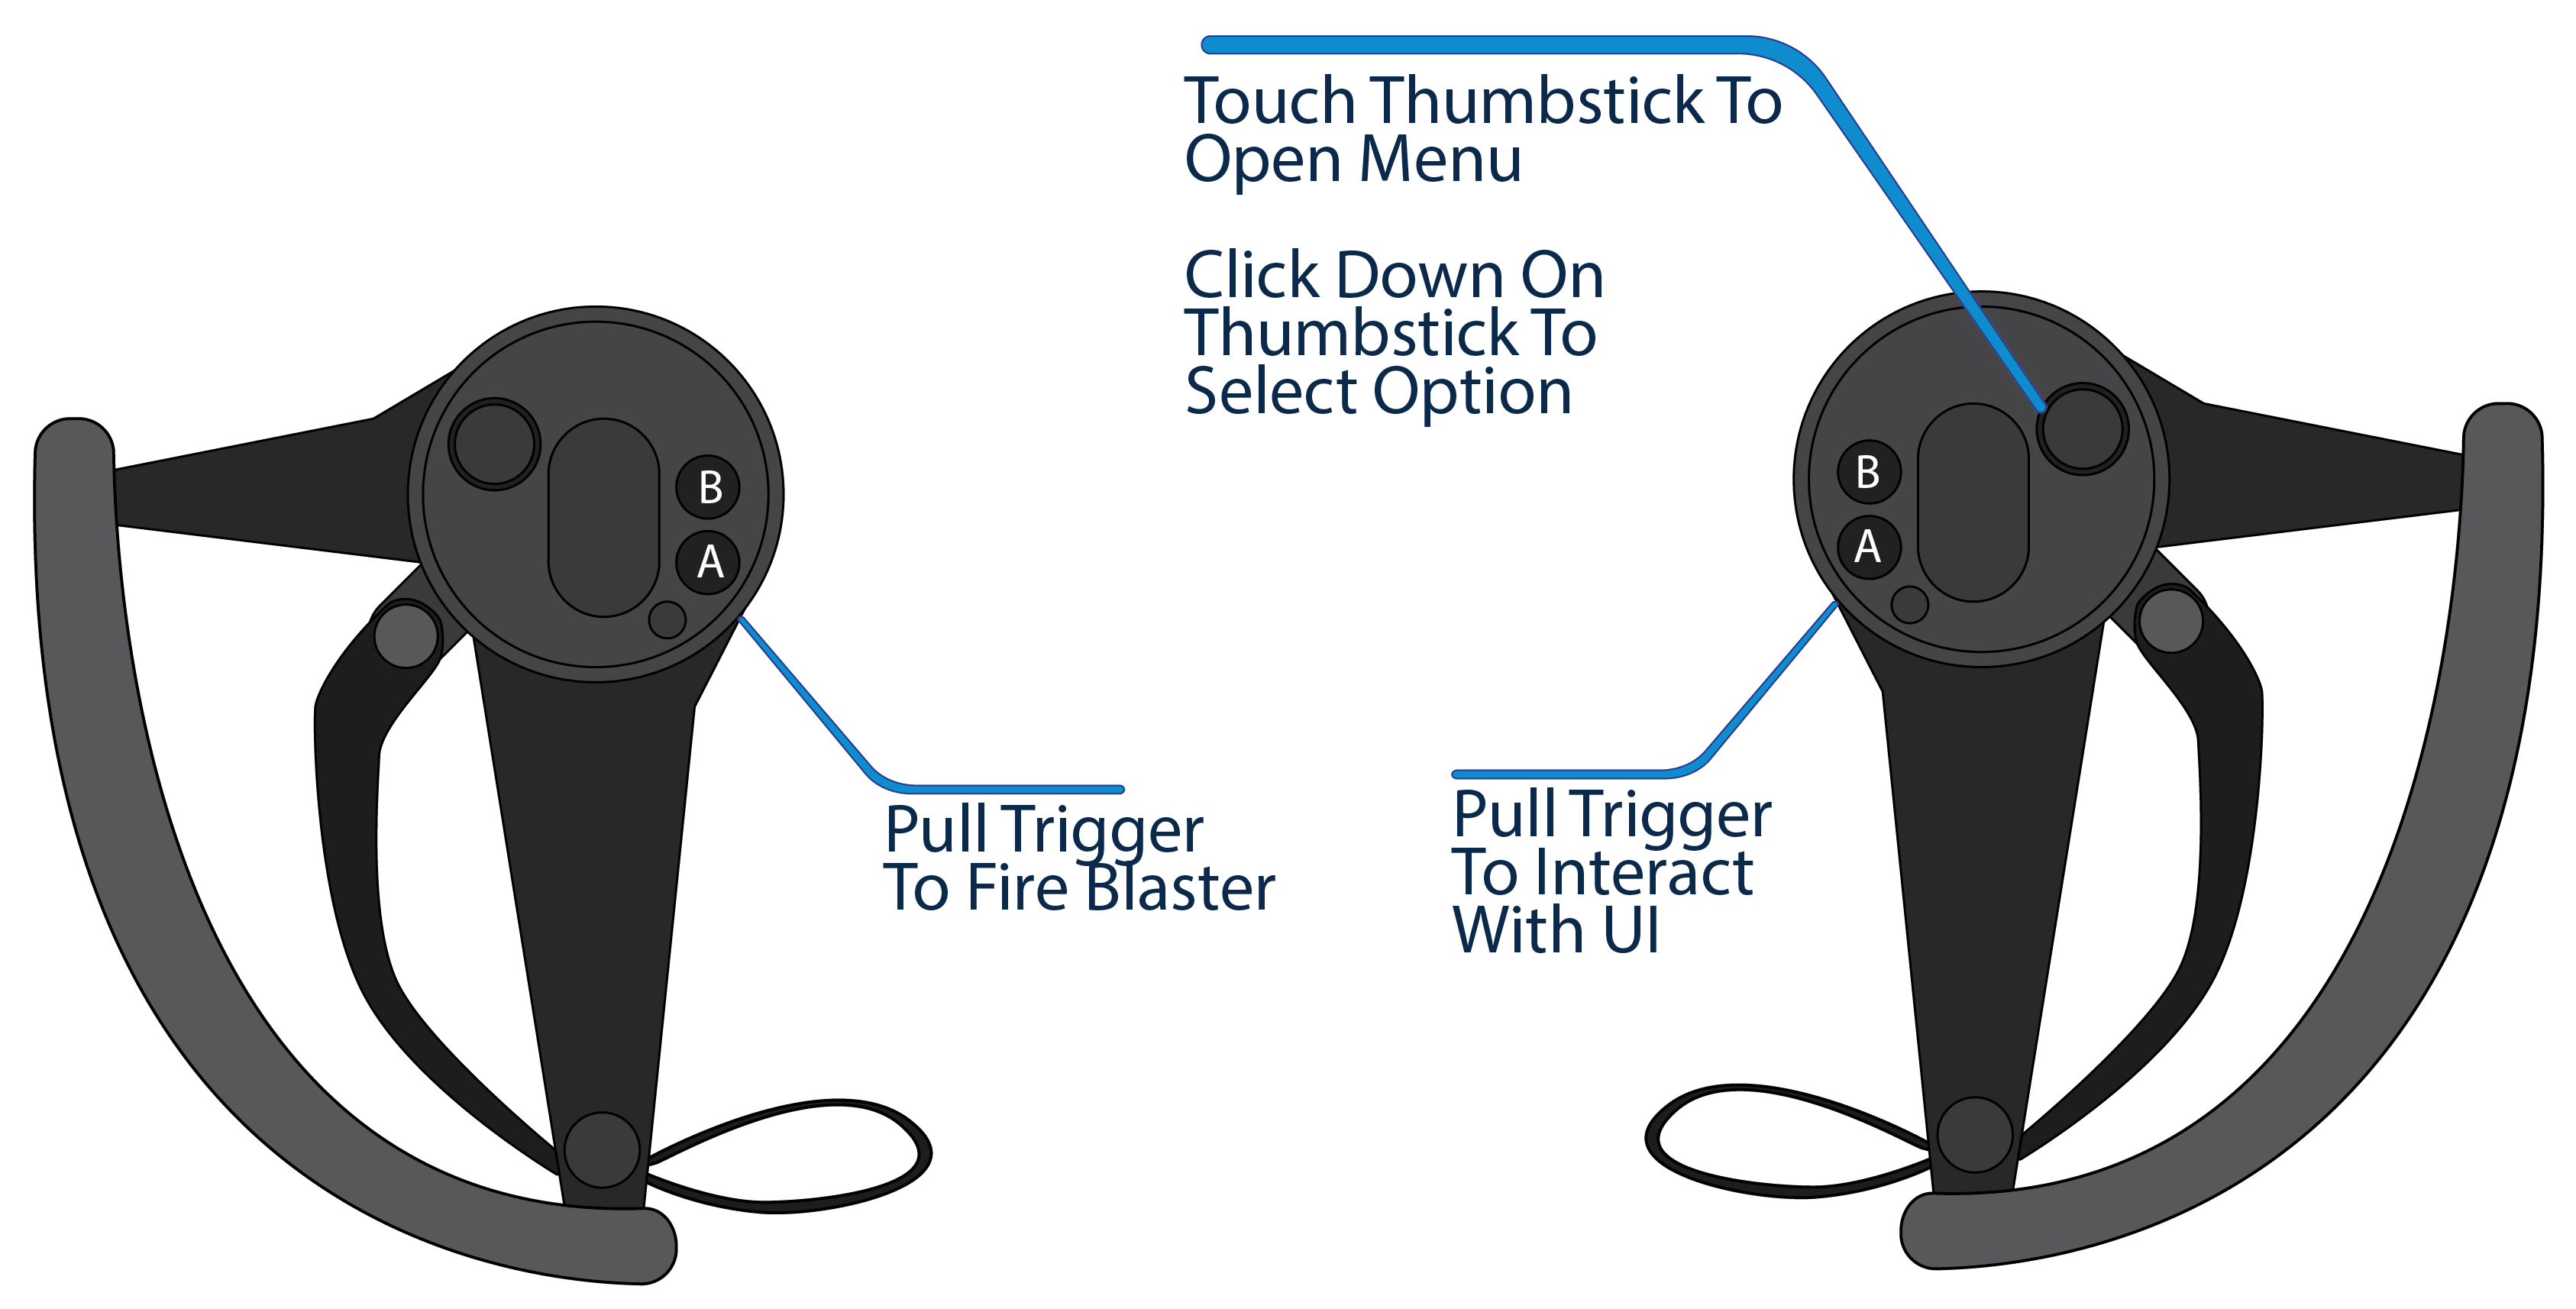 Touch Thumbstick To
Open Menu
Click Down On
Thumbstick To
Select Option
B
A
B
A
Pull Trigger
To Fire Blaster
Pull Trigger
To Interact
With UI